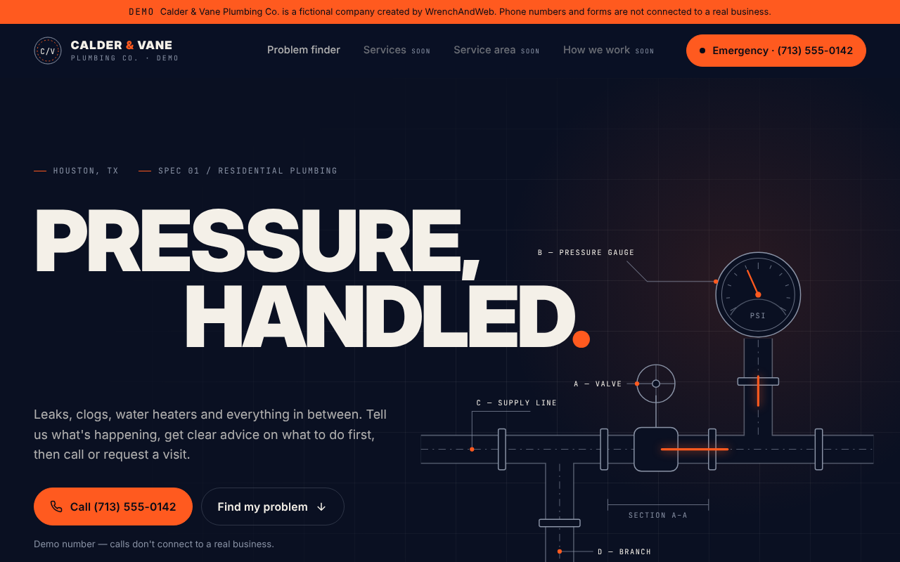 DEMO Calder & Vane Plumbing Co. is a fictional company created by WrenchAndWeb. Phone numbers and forms are not connected to a real business.
C/V
CALDER & VANE
PLUMBING CO. · DEMO
Problem finder
Services SOON
Service area SOON
How we work SOON
Emergency · (713) 555-0142
HOUSTON, TX
SPEC 01 / RESIDENTIAL PLUMBING
PRESSURE,
HANDLED.
B — PRESSURE GAUGE
PSI
A — VALVE
C — SUPPLY LINE
SECTION A–A
D — BRANCH
Leaks, clogs, water heaters and everything in between. Tell
us what's happening, get clear advice on what to do first,
then call or request a visit.
Call (713) 555-0142
Find my problem ↓
Demo number — calls don't connect to a real business.